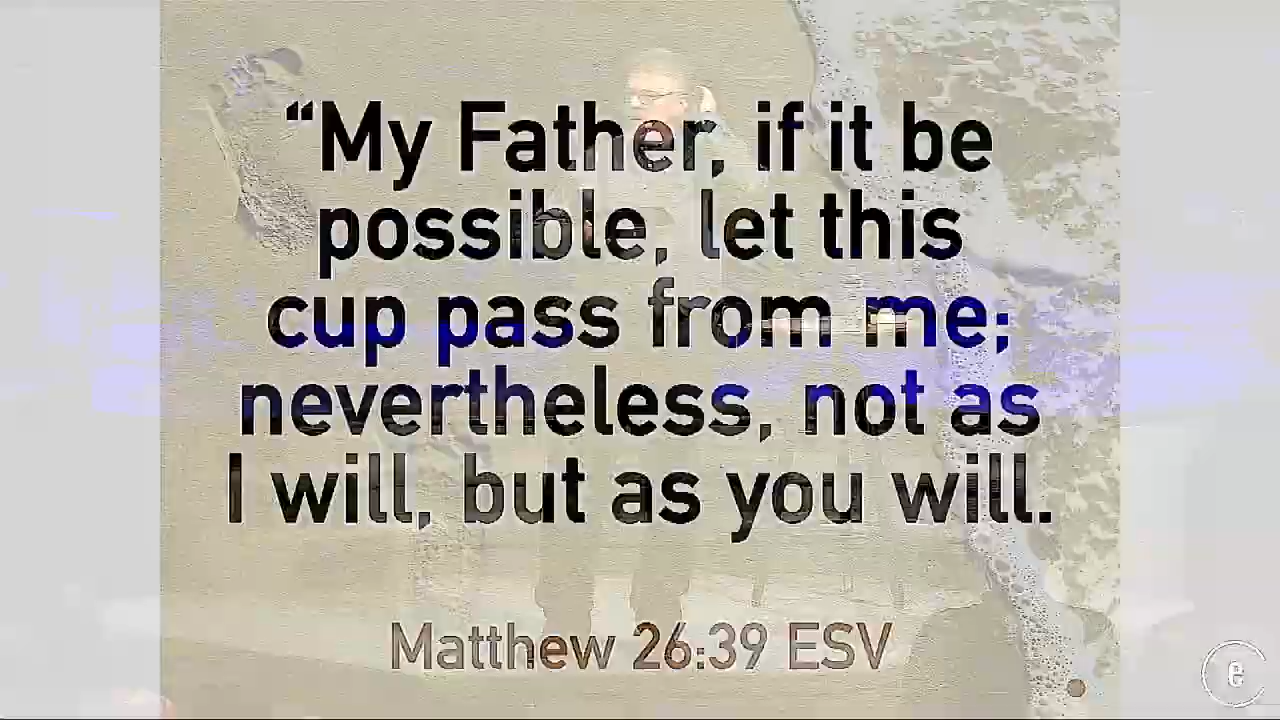 “My Father, if it be
possible, let this
cup pass from me;
nevertheless, not as
I will, but as you will.
Matthew 26:39 ESV
e